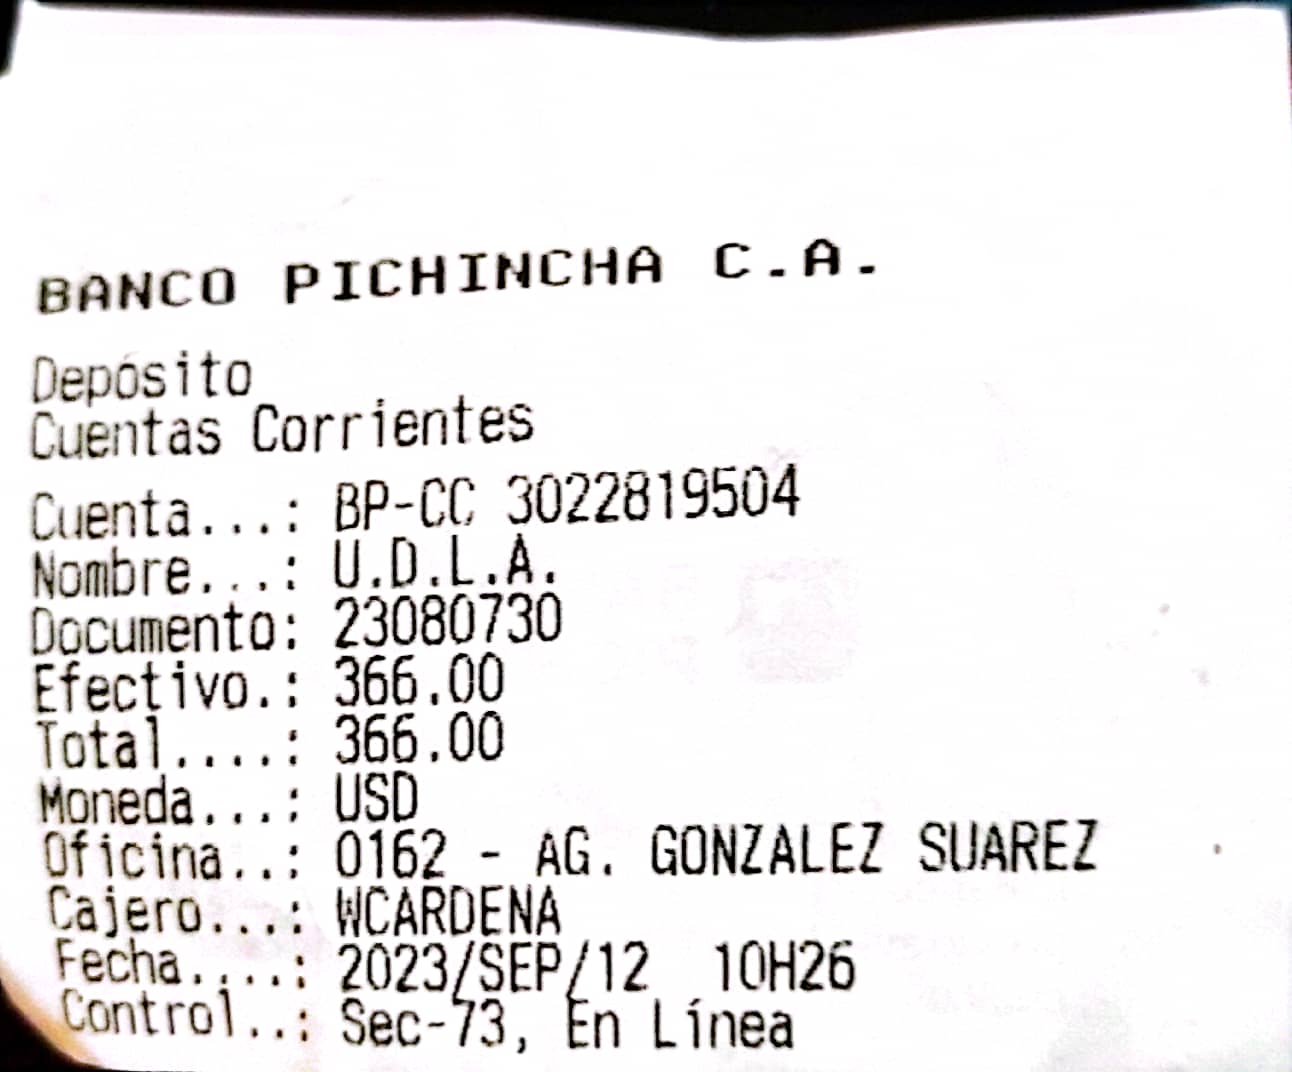 BANCO PICHINCHA C.A.
Depósito
Cuentas Corrientes
Cuenta...: BP-CC 3022819504
Nombre...: U.D.L.A.
Documento: 23080730
Efectivo.: 366.00
Total....: 366.00
Moneda...: USD
Oficina..: 0162 - AG. GONZALEZ SUAREZ
Cajero...: WCARDENA
Fecha....: 2023/SEP/12 10H26
Control..: Sec-73, En Línea